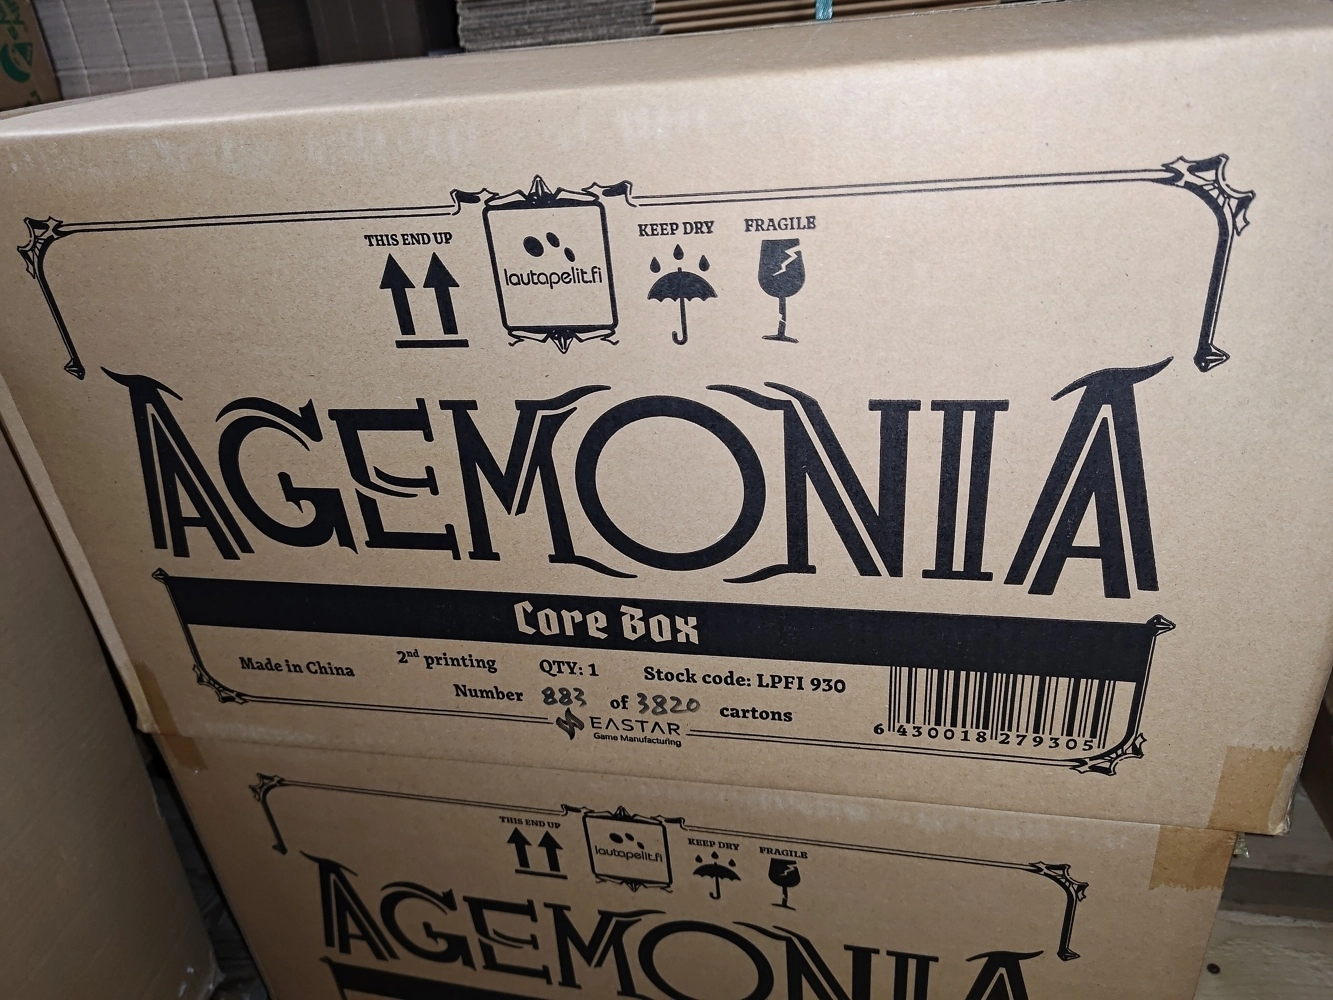 THIS END UP
lautapelit.fi
KEEP DRY
FRAGILE
AGEMONIA
Core Box
Made in China 2nd printing QTY: 1 Stock code: LPFI 930
Number 883 of 3820 cartons
EASTAR
Game Manufacturing
6 430018 279305
THIS END UP
lautapelit.fi
KEEP DRY
FRAGILE
AGEMONIA